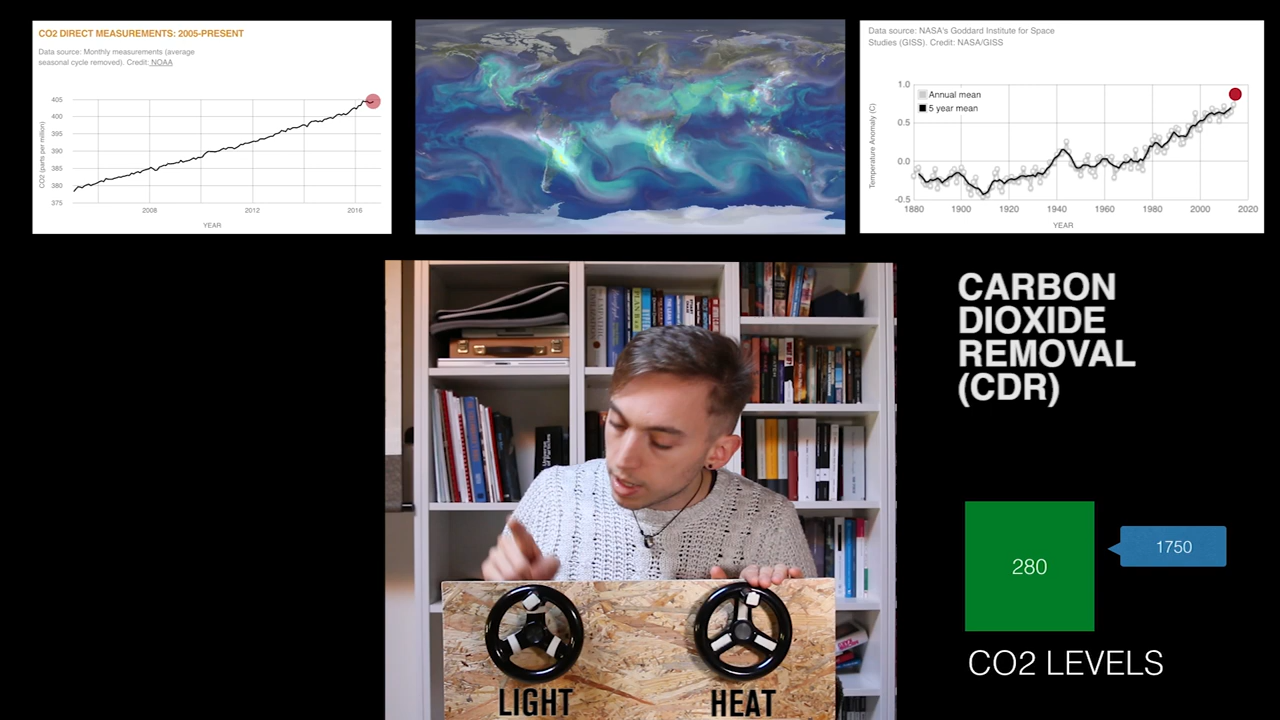 CO2 DIRECT MEASUREMENTS: 2005-PRESENT
Data source: Monthly measurements (average
seasonal cycle removed). Credit: NOAA
CO2 (parts per million)
405
400
395
390
385
380
375
2008
2012
2016
YEAR
Data source: NASA's Goddard Institute for Space
Studies (GISS). Credit: NASA/GISS
Temperature Anomaly (C)
1.0
0.5
0.0
-0.5
Annual mean
5 year mean
1880
1900
1920
1940
1960
1980
2000
2020
YEAR
CARBON
DIOXIDE
REMOVAL
(CDR)
280
1750
CO2 LEVELS
LIGHT
HEAT